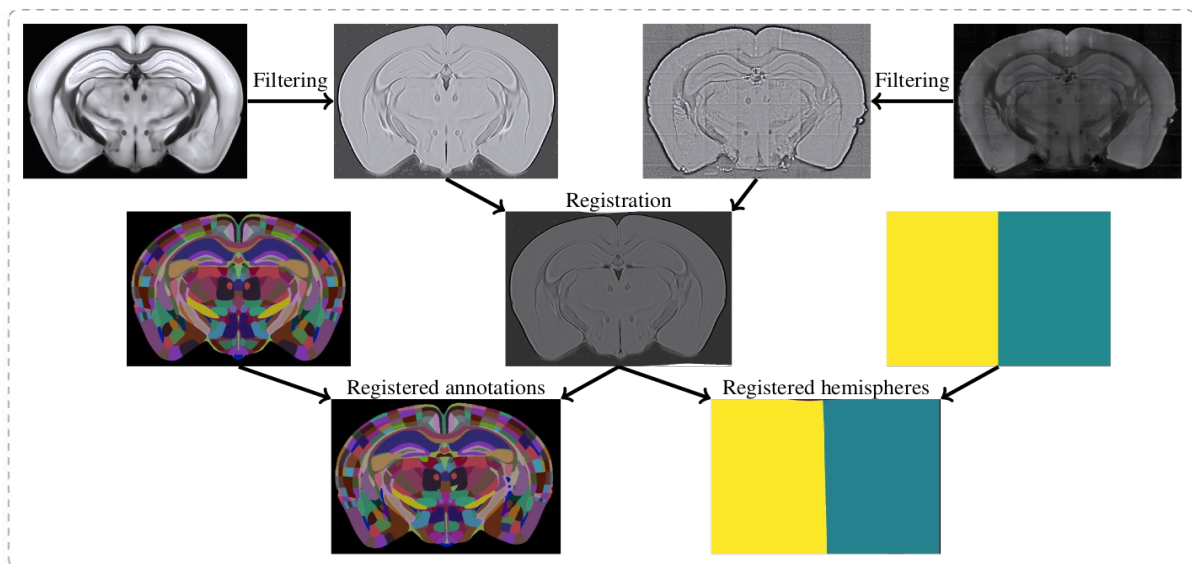 Filtering
Filtering
Registration
Registered annotations
Registered hemispheres